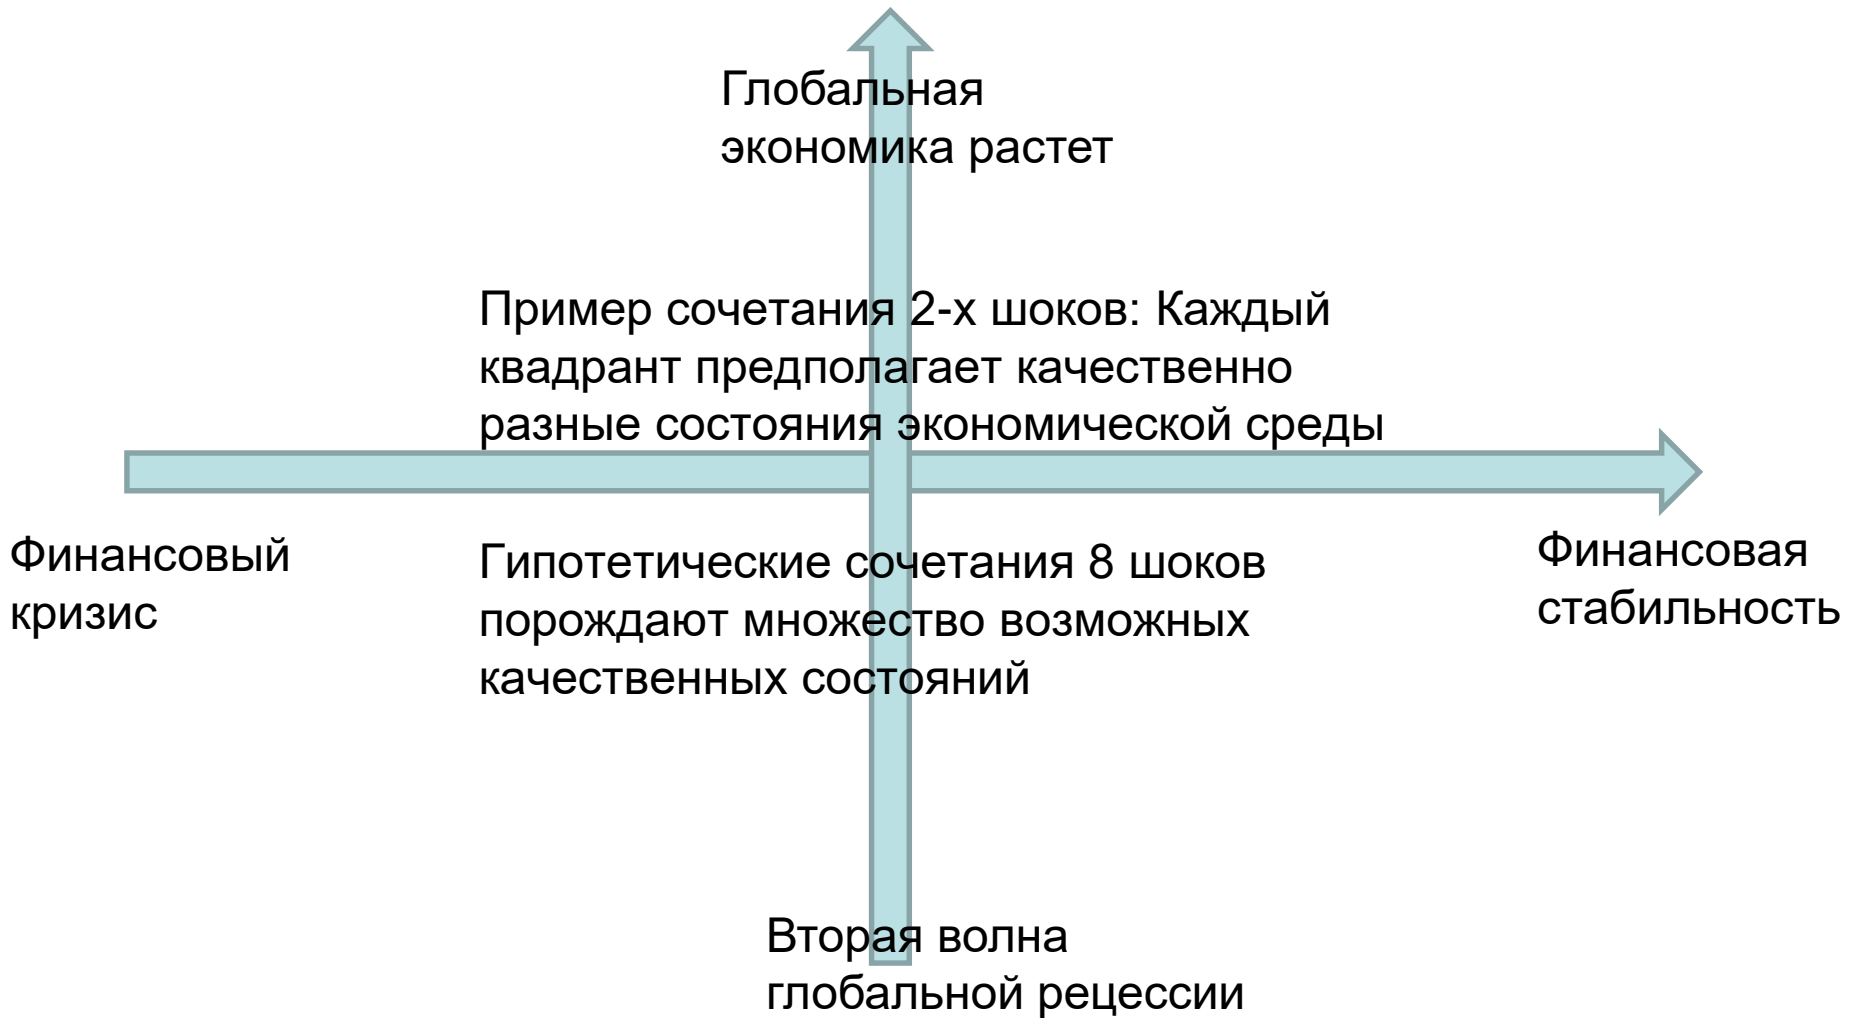 Глобальная
экономика растет
Пример сочетания 2-х шоков: Каждый
квадрант предполагает качественно
разные состояния экономической среды
Финансовый
кризис
Гипотетические сочетания 8 шоков
порождают множество возможных
качественных состояний
Финансовая
стабильность
Вторая волна
глобальной рецессии